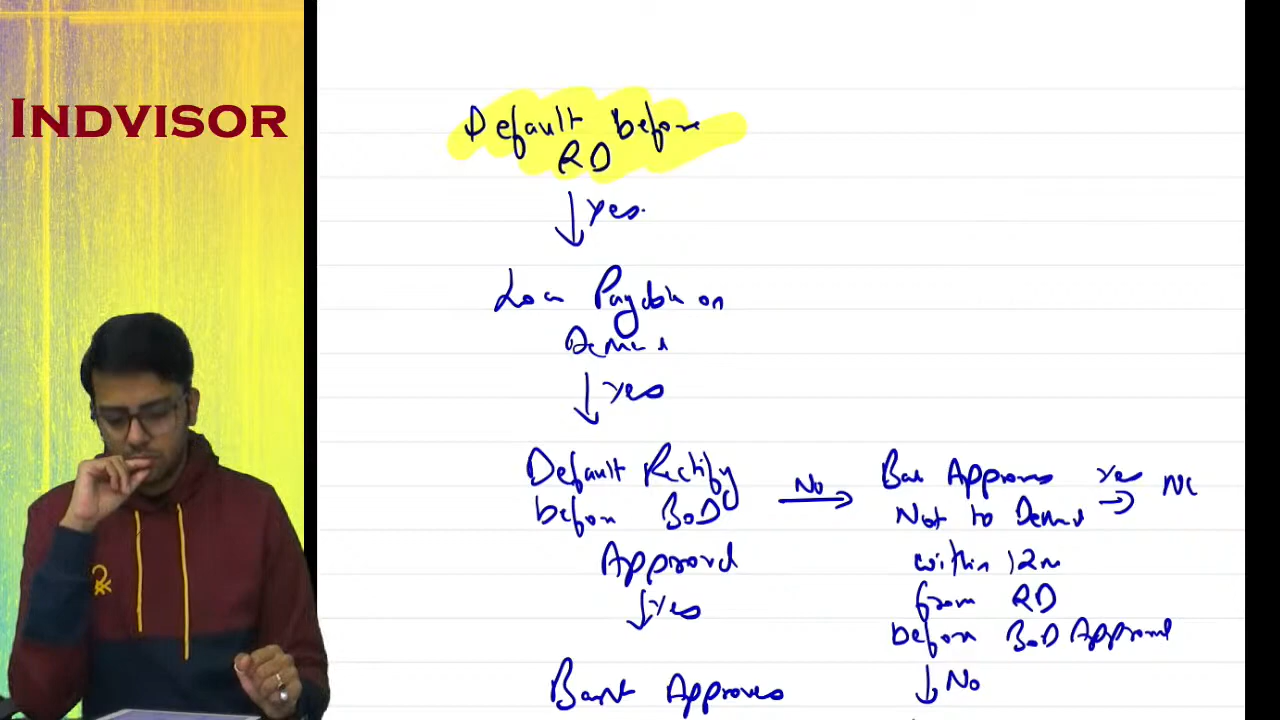 INDVISOR
Default before
RD
Yes.
Loan Payable on
Demand
Yes
Default Rectify
before BoD
Approval
No
Bank Approves
Not to Demand
within 12m
from RD
before BoD Approval
Yes
NC
Yes
No
Bank Approves